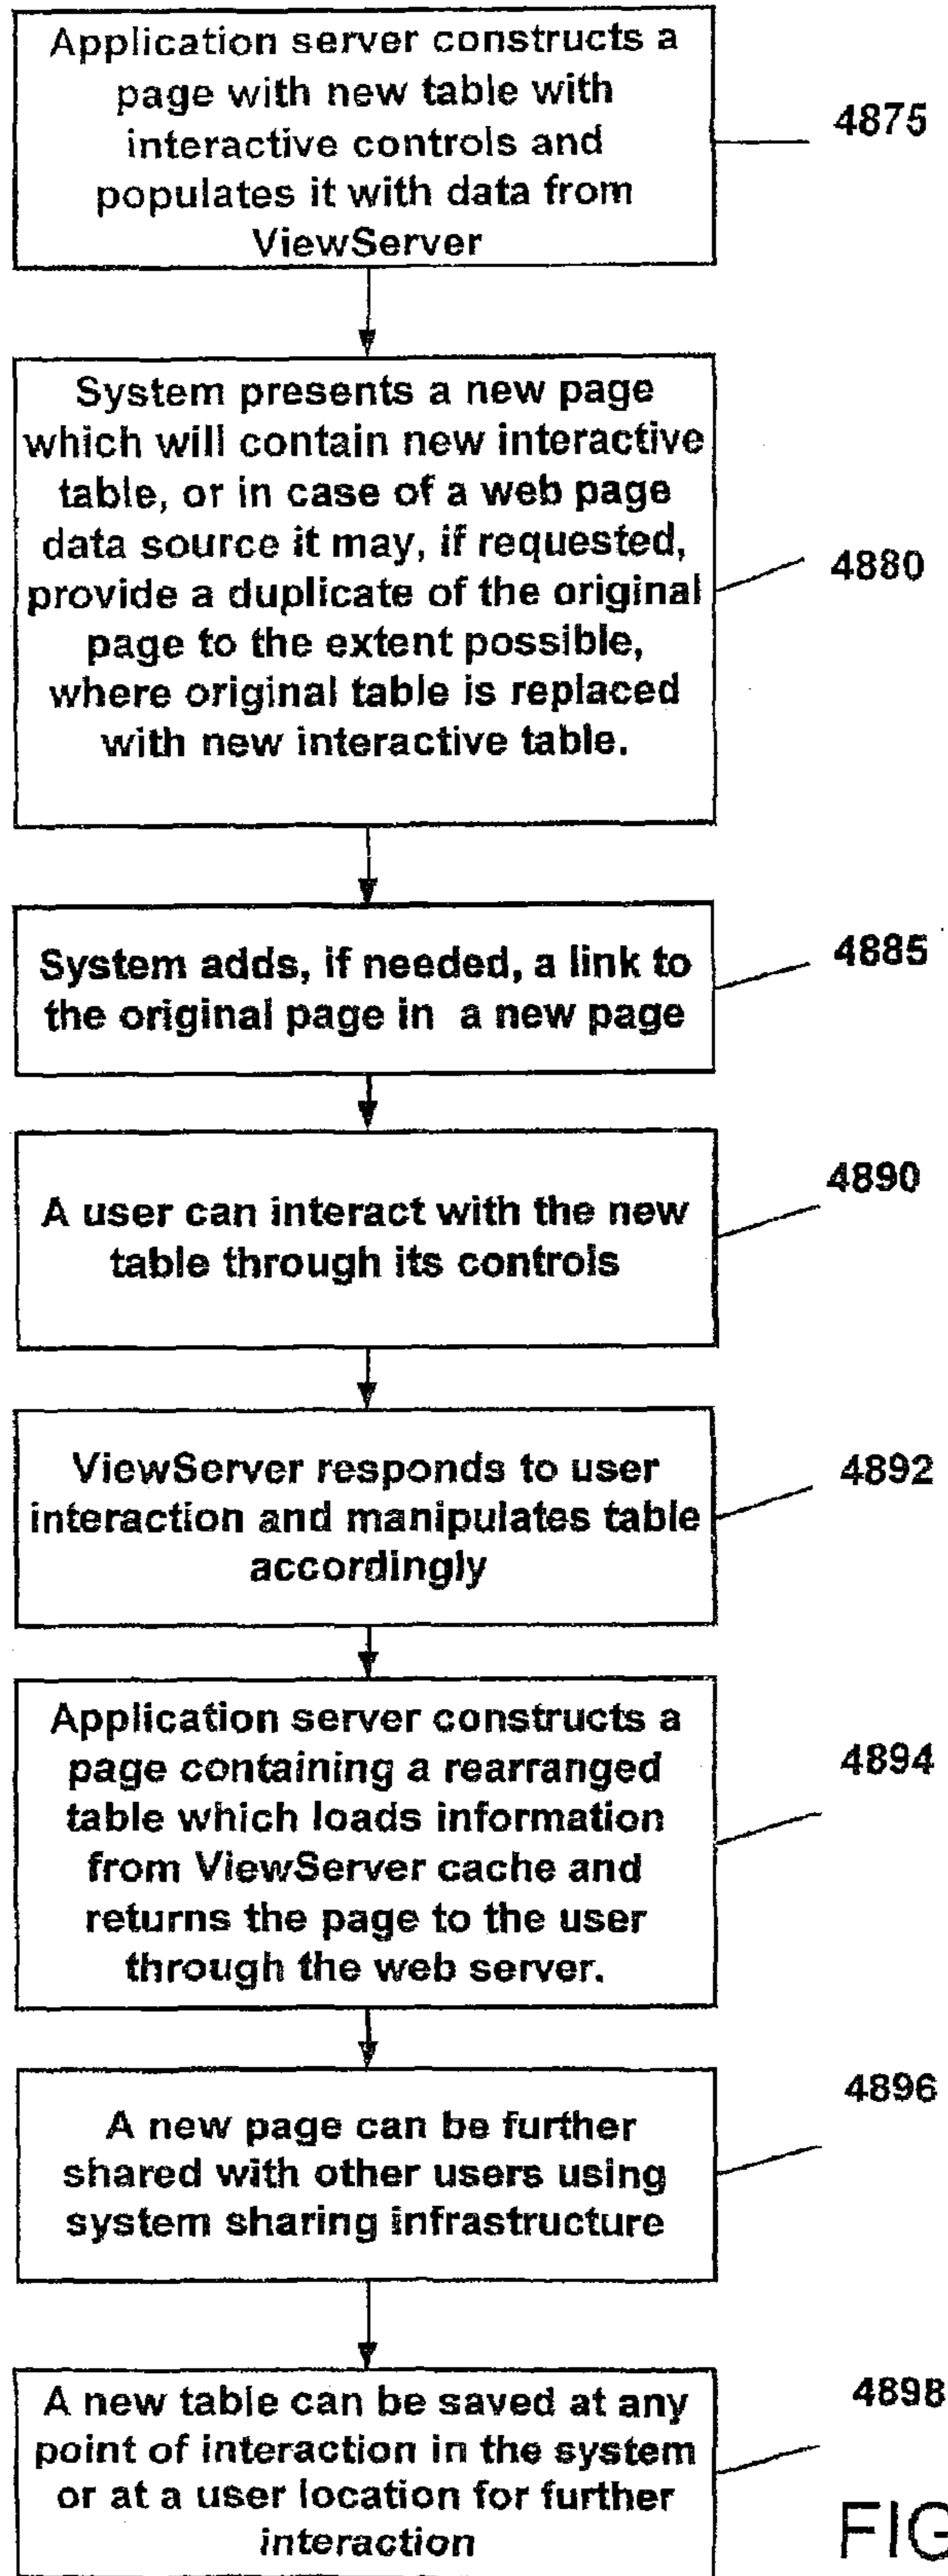 Application server constructs a
page with new table with
interactive controls and
populates it with data from
ViewServer
4875
System presents a new page
which will contain new interactive
table, or in case of a web page
data source it may, if requested,
provide a duplicate of the original
page to the extent possible,
where original table is replaced
with new interactive table.
4880
System adds, if needed, a link to
the original page in a new page
4885
A user can interact with the new
table through its controls
4890
ViewServer responds to user
interaction and manipulates table
accordingly
4892
Application server constructs a
page containing a rearranged
table which loads information
from ViewServer cache and
returns the page to the user
through the web server.
4894
A new page can be further
shared with other users using
system sharing infrastructure
4896
A new table can be saved at any
point of interaction in the system
or at a user location for further
interaction
4898
FIG